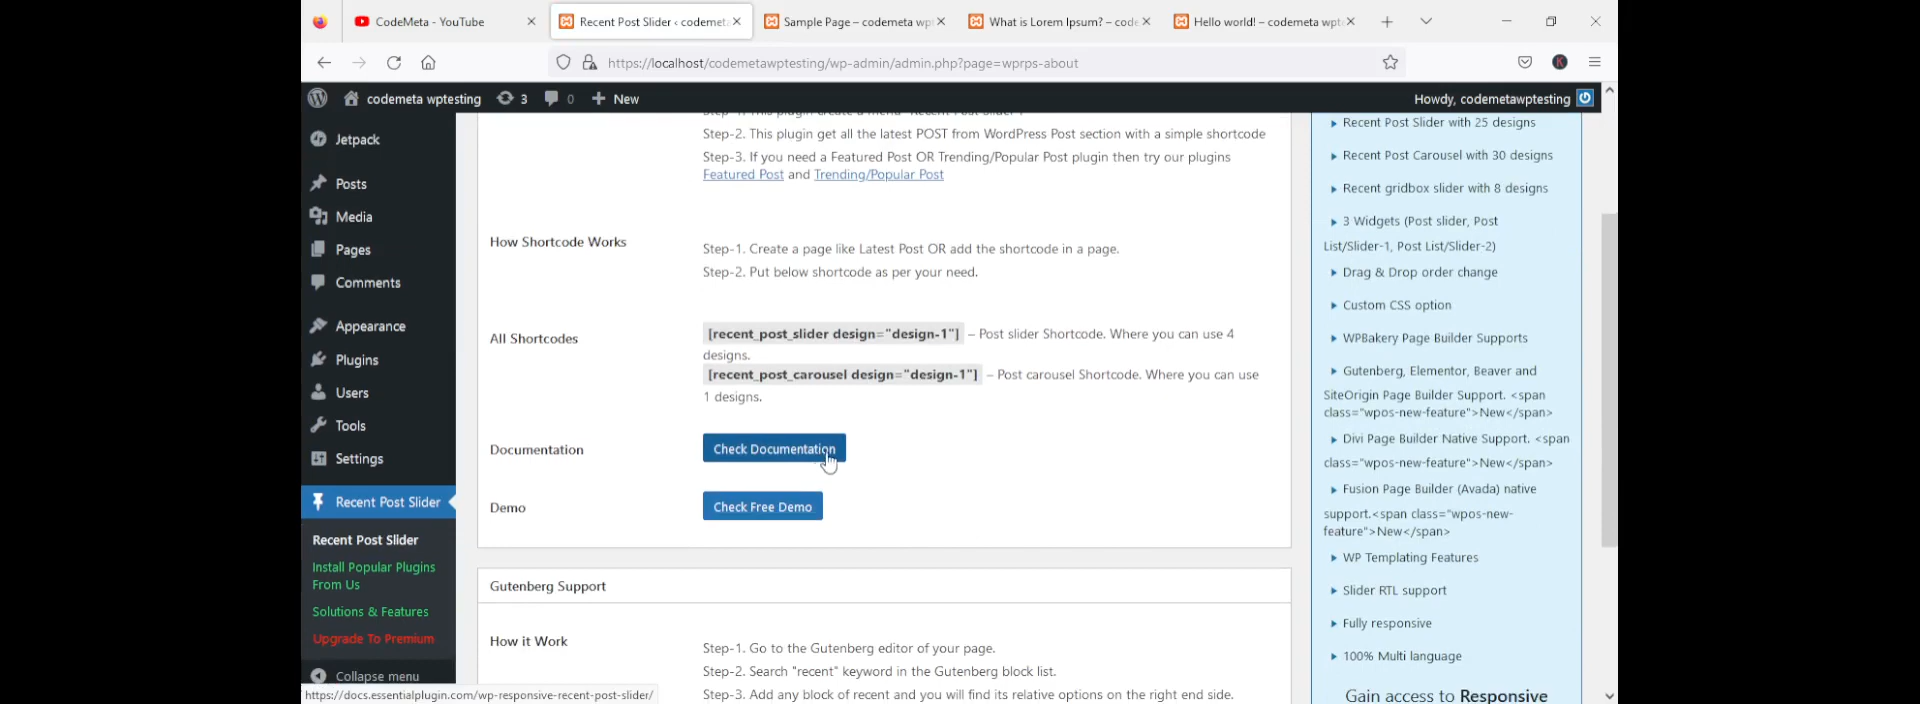 CodeMeta - YouTube
Recent Post Slider ‹ codemeta
Sample Page – codemeta wp
What is Lorem Ipsum? – code
Hello world! – codemeta wpt
https://localhost/codemetawptesting/wp-admin/admin.php?page=wprps-about
K
codemeta wptesting
3
0
New
Howdy, codemetawptesting
Jetpack
Posts
Media
Pages
Comments
Appearance
Plugins
Users
Tools
Settings
Recent Post Slider
Recent Post Slider
Install Popular Plugins
From Us
Solutions & Features
Upgrade To Premium
Collapse menu
https://docs.essentialplugin.com/wp-responsive-recent-post-slider/
Step-1. This plugin create a menu "Recent Post Slider".
Step-2. This plugin get all the latest POST from WordPress Post section with a simple shortcode
Step-3. If you need a Featured Post OR Trending/Popular Post plugin then try our plugins
Featured Post and Trending/Popular Post
How Shortcode Works
Step-1. Create a page like Latest Post OR add the shortcode in a page.
Step-2. Put below shortcode as per your need.
All Shortcodes
[recent_post_slider design="design-1"] – Post slider Shortcode. Where you can use 4
designs.
[recent_post_carousel design="design-1"] – Post carousel Shortcode. Where you can use
1 designs.
Documentation
Check Documentation
Demo
Check Free Demo
Gutenberg Support
How it Work
Step-1. Go to the Gutenberg editor of your page.
Step-2. Search "recent" keyword in the Gutenberg block list.
Step-3. Add any block of recent and you will find its relative options on the right end side.
Recent Post Slider with 25 designs
Recent Post Carousel with 30 designs
Recent gridbox slider with 8 designs
3 Widgets (Post slider, Post
List/Slider-1, Post List/Slider-2)
Drag & Drop order change
Custom CSS option
WPBakery Page Builder Supports
Gutenberg, Elementor, Beaver and
SiteOrigin Page Builder Support. <span
class="wpos-new-feature">New</span>
Divi Page Builder Native Support. <span
class="wpos-new-feature">New</span>
Fusion Page Builder (Avada) native
support.<span class="wpos-new-
feature">New</span>
WP Templating Features
Slider RTL support
Fully responsive
100% Multi language
Gain access to Responsive